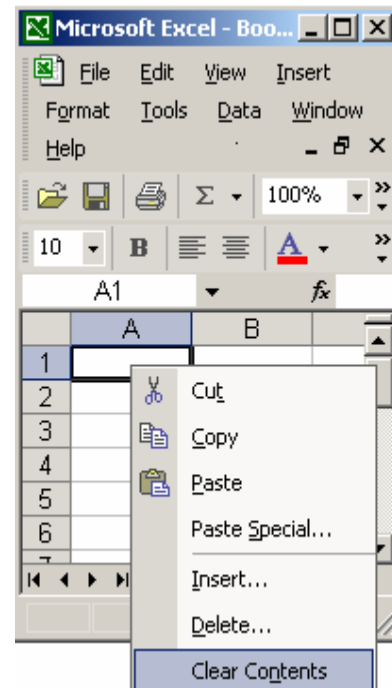 Microsoft Excel - Boo...
File Edit View Insert
Format Tools Data Window
Help
Σ 100% »
10 B A »
A1 fx
A B
1
2
3
4
5
6
7
Cut
Copy
Paste
Paste Special...
Insert...
Delete...
Clear Contents